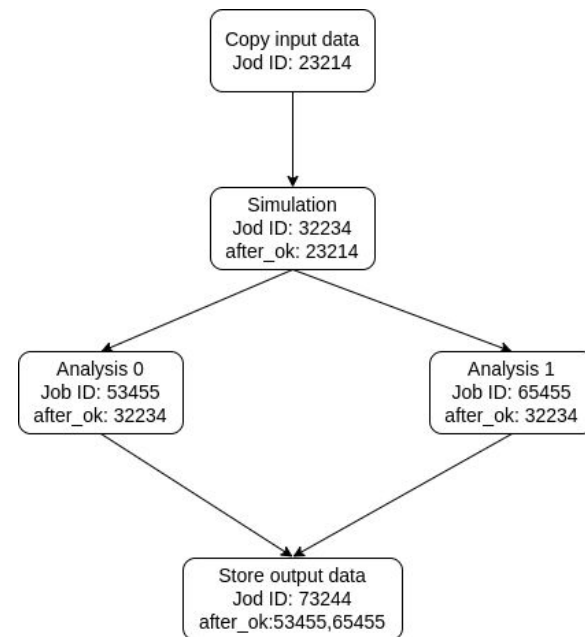 Copy input data
Jod ID: 23214
Simulation
Jod ID: 32234
after_ok: 23214
Analysis 0
Job ID: 53455
after_ok: 32234
Analysis 1
Job ID: 65455
after_ok: 32234
Store output data
Jod ID: 73244
after_ok:53455,65455